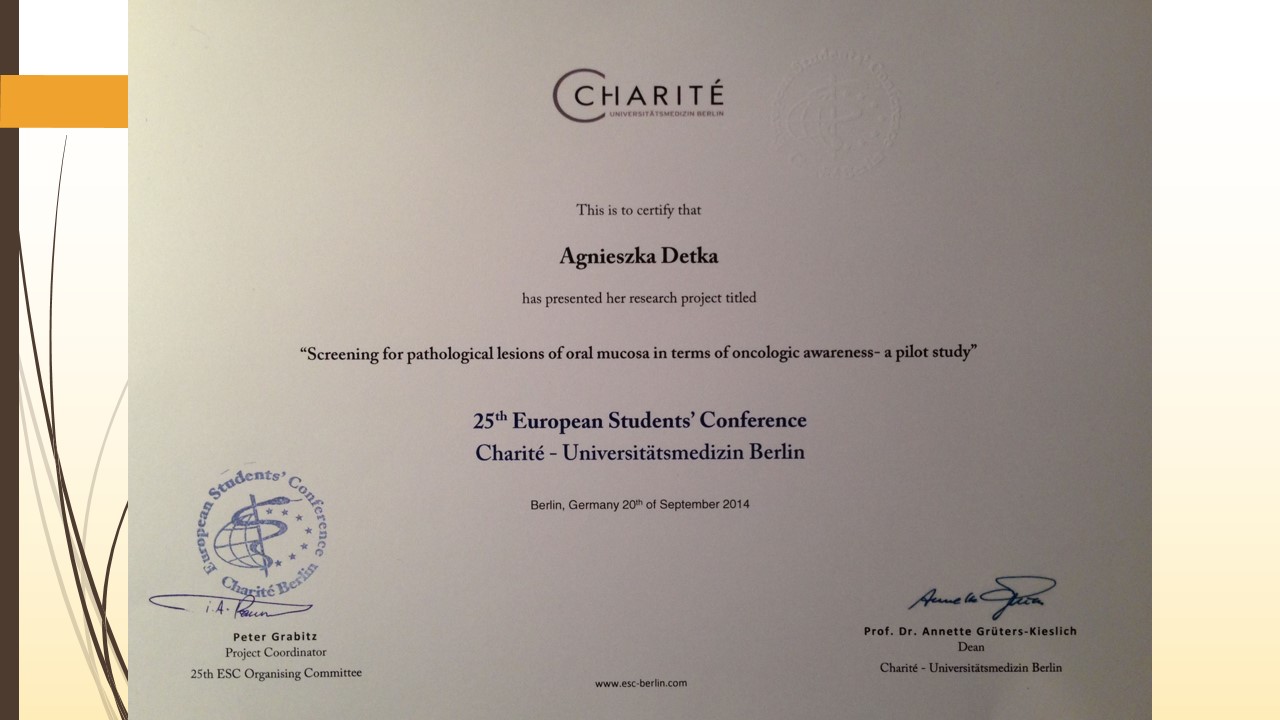 CHARITÉ
UNIVERSITÄTSMEDIZIN BERLIN
This is to certify that
Agnieszka Detka
has presented her research project titled
“Screening for pathological lesions of oral mucosa in terms of oncologic awareness- a pilot study”
25th European Students’ Conference
Charité - Universitätsmedizin Berlin
Berlin, Germany 20th of September 2014
European Students’ Conference
Charité Berlin
i.A.
Peter Grabitz
Project Coordinator
25th ESC Organising Committee
Prof. Dr. Annette Grüters-Kieslich
Dean
Charité - Universitätsmedizin Berlin
www.esc-berlin.com